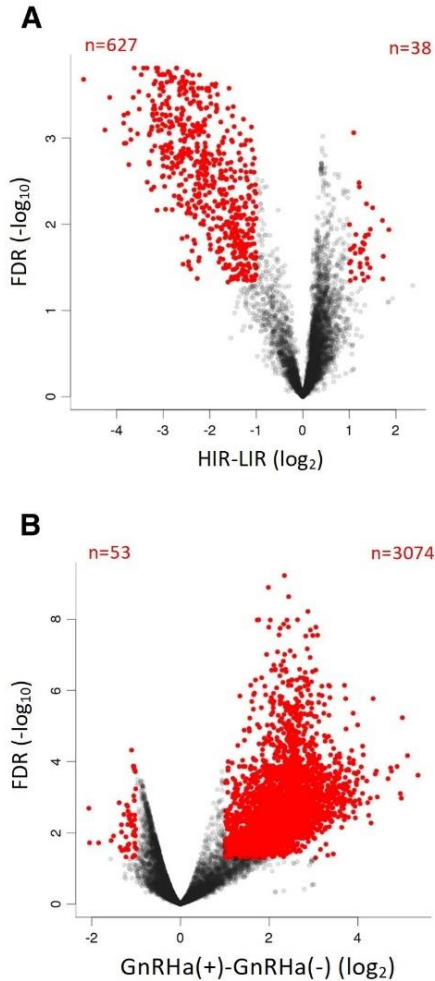 A
n=627 n=38
3
2
1
0
FDR (-log10)
-4 -3 -2 -1 0 1 2
HIR-LIR (log2)
B
n=53 n=3074
8
6
4
2
0
FDR (-log10)
-2 0 2 4
GnRHa(+)-GnRHa(-) (log2)